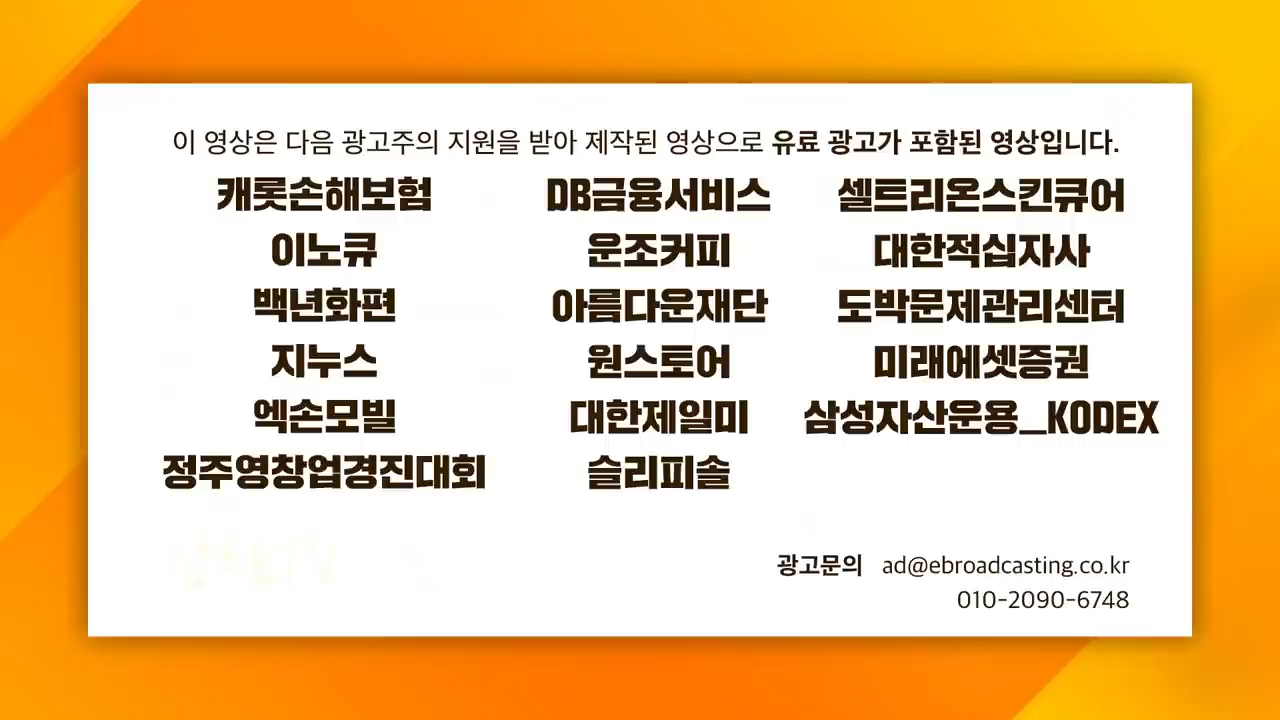 이 영상은 다음 광고주의 지원을 받아 제작된 영상으로 유료 광고가 포함된 영상입니다.
캐롯손해보험 DB금융서비스 셀트리온스킨큐어
이노큐 운조커피 대한적십자사
백년화편 아름다운재단 도박문제관리센터
지누스 원스토어 미래에셋증권
엑손모빌 대한제일미 삼성자산운용_KODEX
정주영창업경진대회 슬리피솔
광고문의 ad@ebroadcasting.co.kr
010-2090-6748